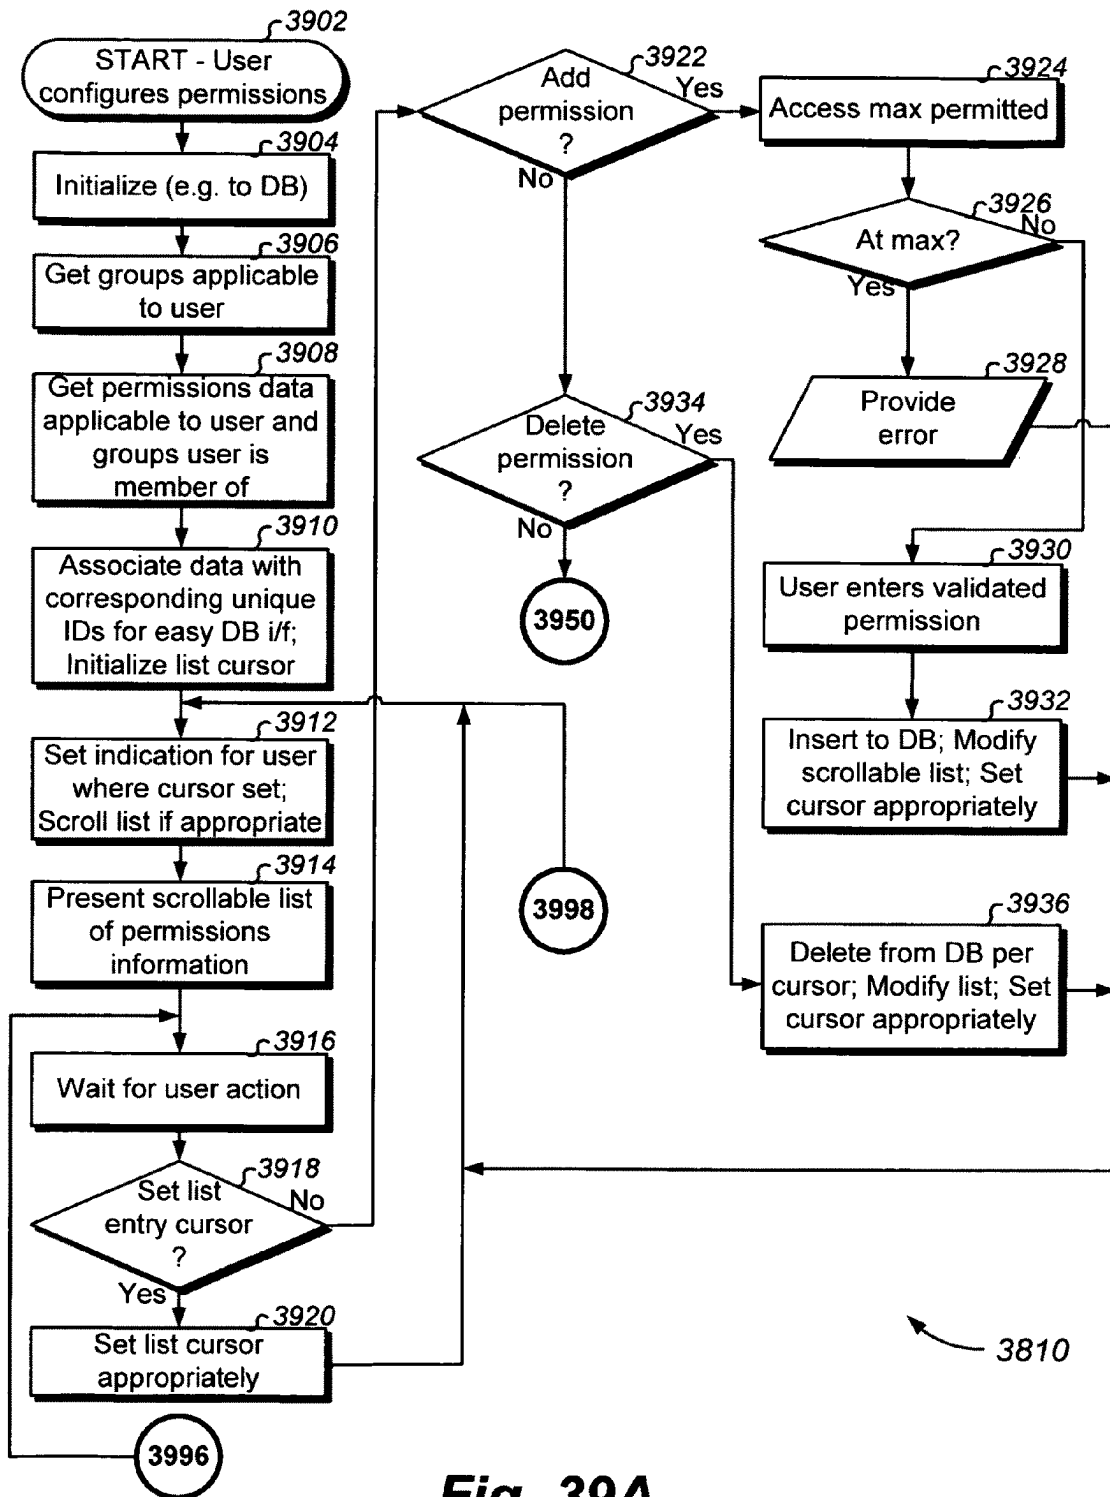 3902
START - User
configures permissions
3904
Initialize (e.g. to DB)
3906
Get groups applicable
to user
3908
Get permissions data
applicable to user and
groups user is
member of
3910
Associate data with
corresponding unique
IDs for easy DB i/f;
Initialize list cursor
3912
Set indication for user
where cursor set;
Scroll list if appropriate
3914
Present scrollable list
of permissions
information
3916
Wait for user action
3918
Set list
entry cursor
?
No
Yes
3920
Set list cursor
appropriately
3996
3922
Add
permission
?
Yes
No
3934
Delete
permission
?
Yes
No
3950
3998
3924
Access max permitted
3926
At max?
No
Yes
3928
Provide
error
3930
User enters validated
permission
3932
Insert to DB; Modify
scrollable list; Set
cursor appropriately
3936
Delete from DB per
cursor; Modify list; Set
cursor appropriately
3810
Fig. 39A